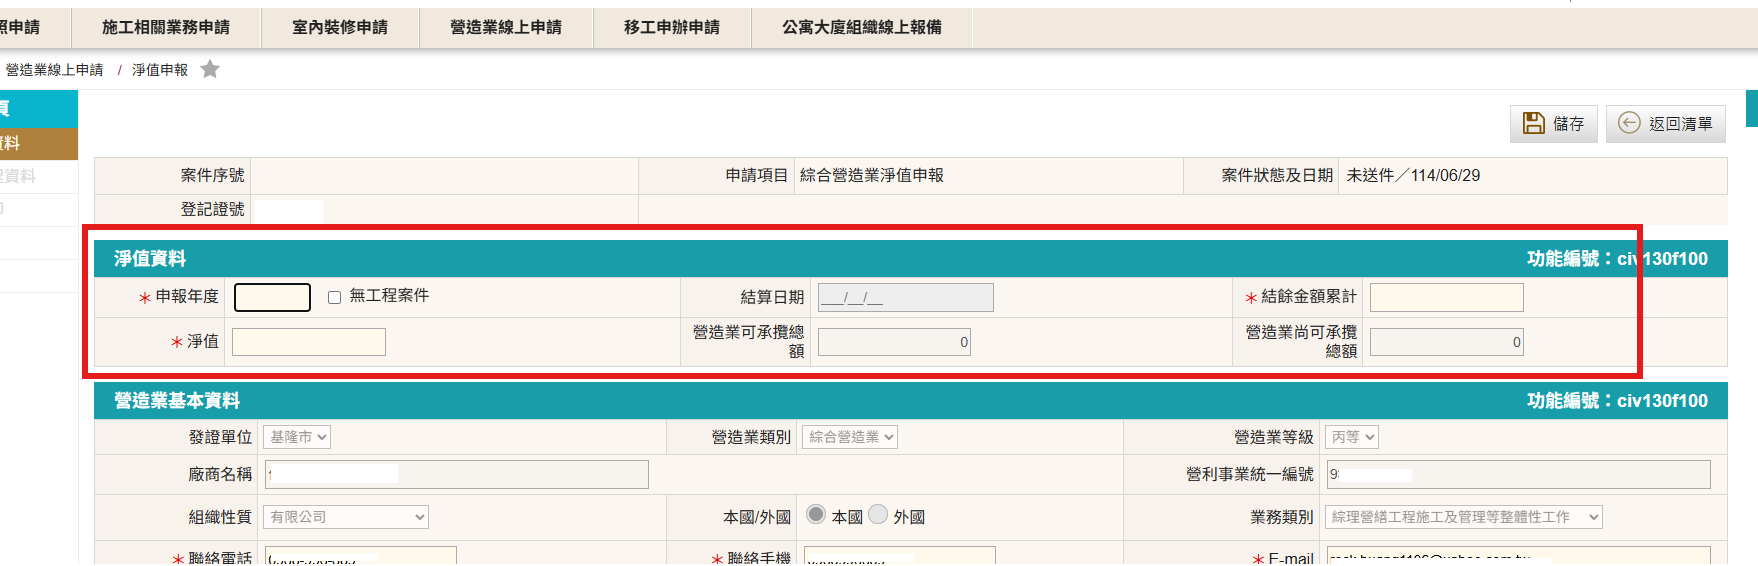 照申請 施工相關業務申請 室內裝修申請 營造業線上申請 移工申辦申請 公寓大廈組織線上報備
營造業線上申請 / 淨值申報
頁
資料
程資料
儲存 返回清單
案件序號 申請項目 綜合營造業淨值申報 案件狀態及日期 未送件／114/06/29
登記證號
淨值資料 功能編號：civ130f100
＊申報年度 無工程案件 結算日期 ___/__/__ ＊結餘金額累計
＊淨值 營造業可承攬總額 0 營造業尚可承攬總額 0
營造業基本資料 功能編號：civ130f100
發證單位 基隆市 營造業類別 綜合營造業 營造業等級 丙等
廠商名稱 營利事業統一編號 9
組織性質 有限公司 本國/外國 本國 外國 業務類別 綜理營繕工程施工及管理等整體性工作
＊聯絡電話 ＊聯絡手機 ＊E-mail